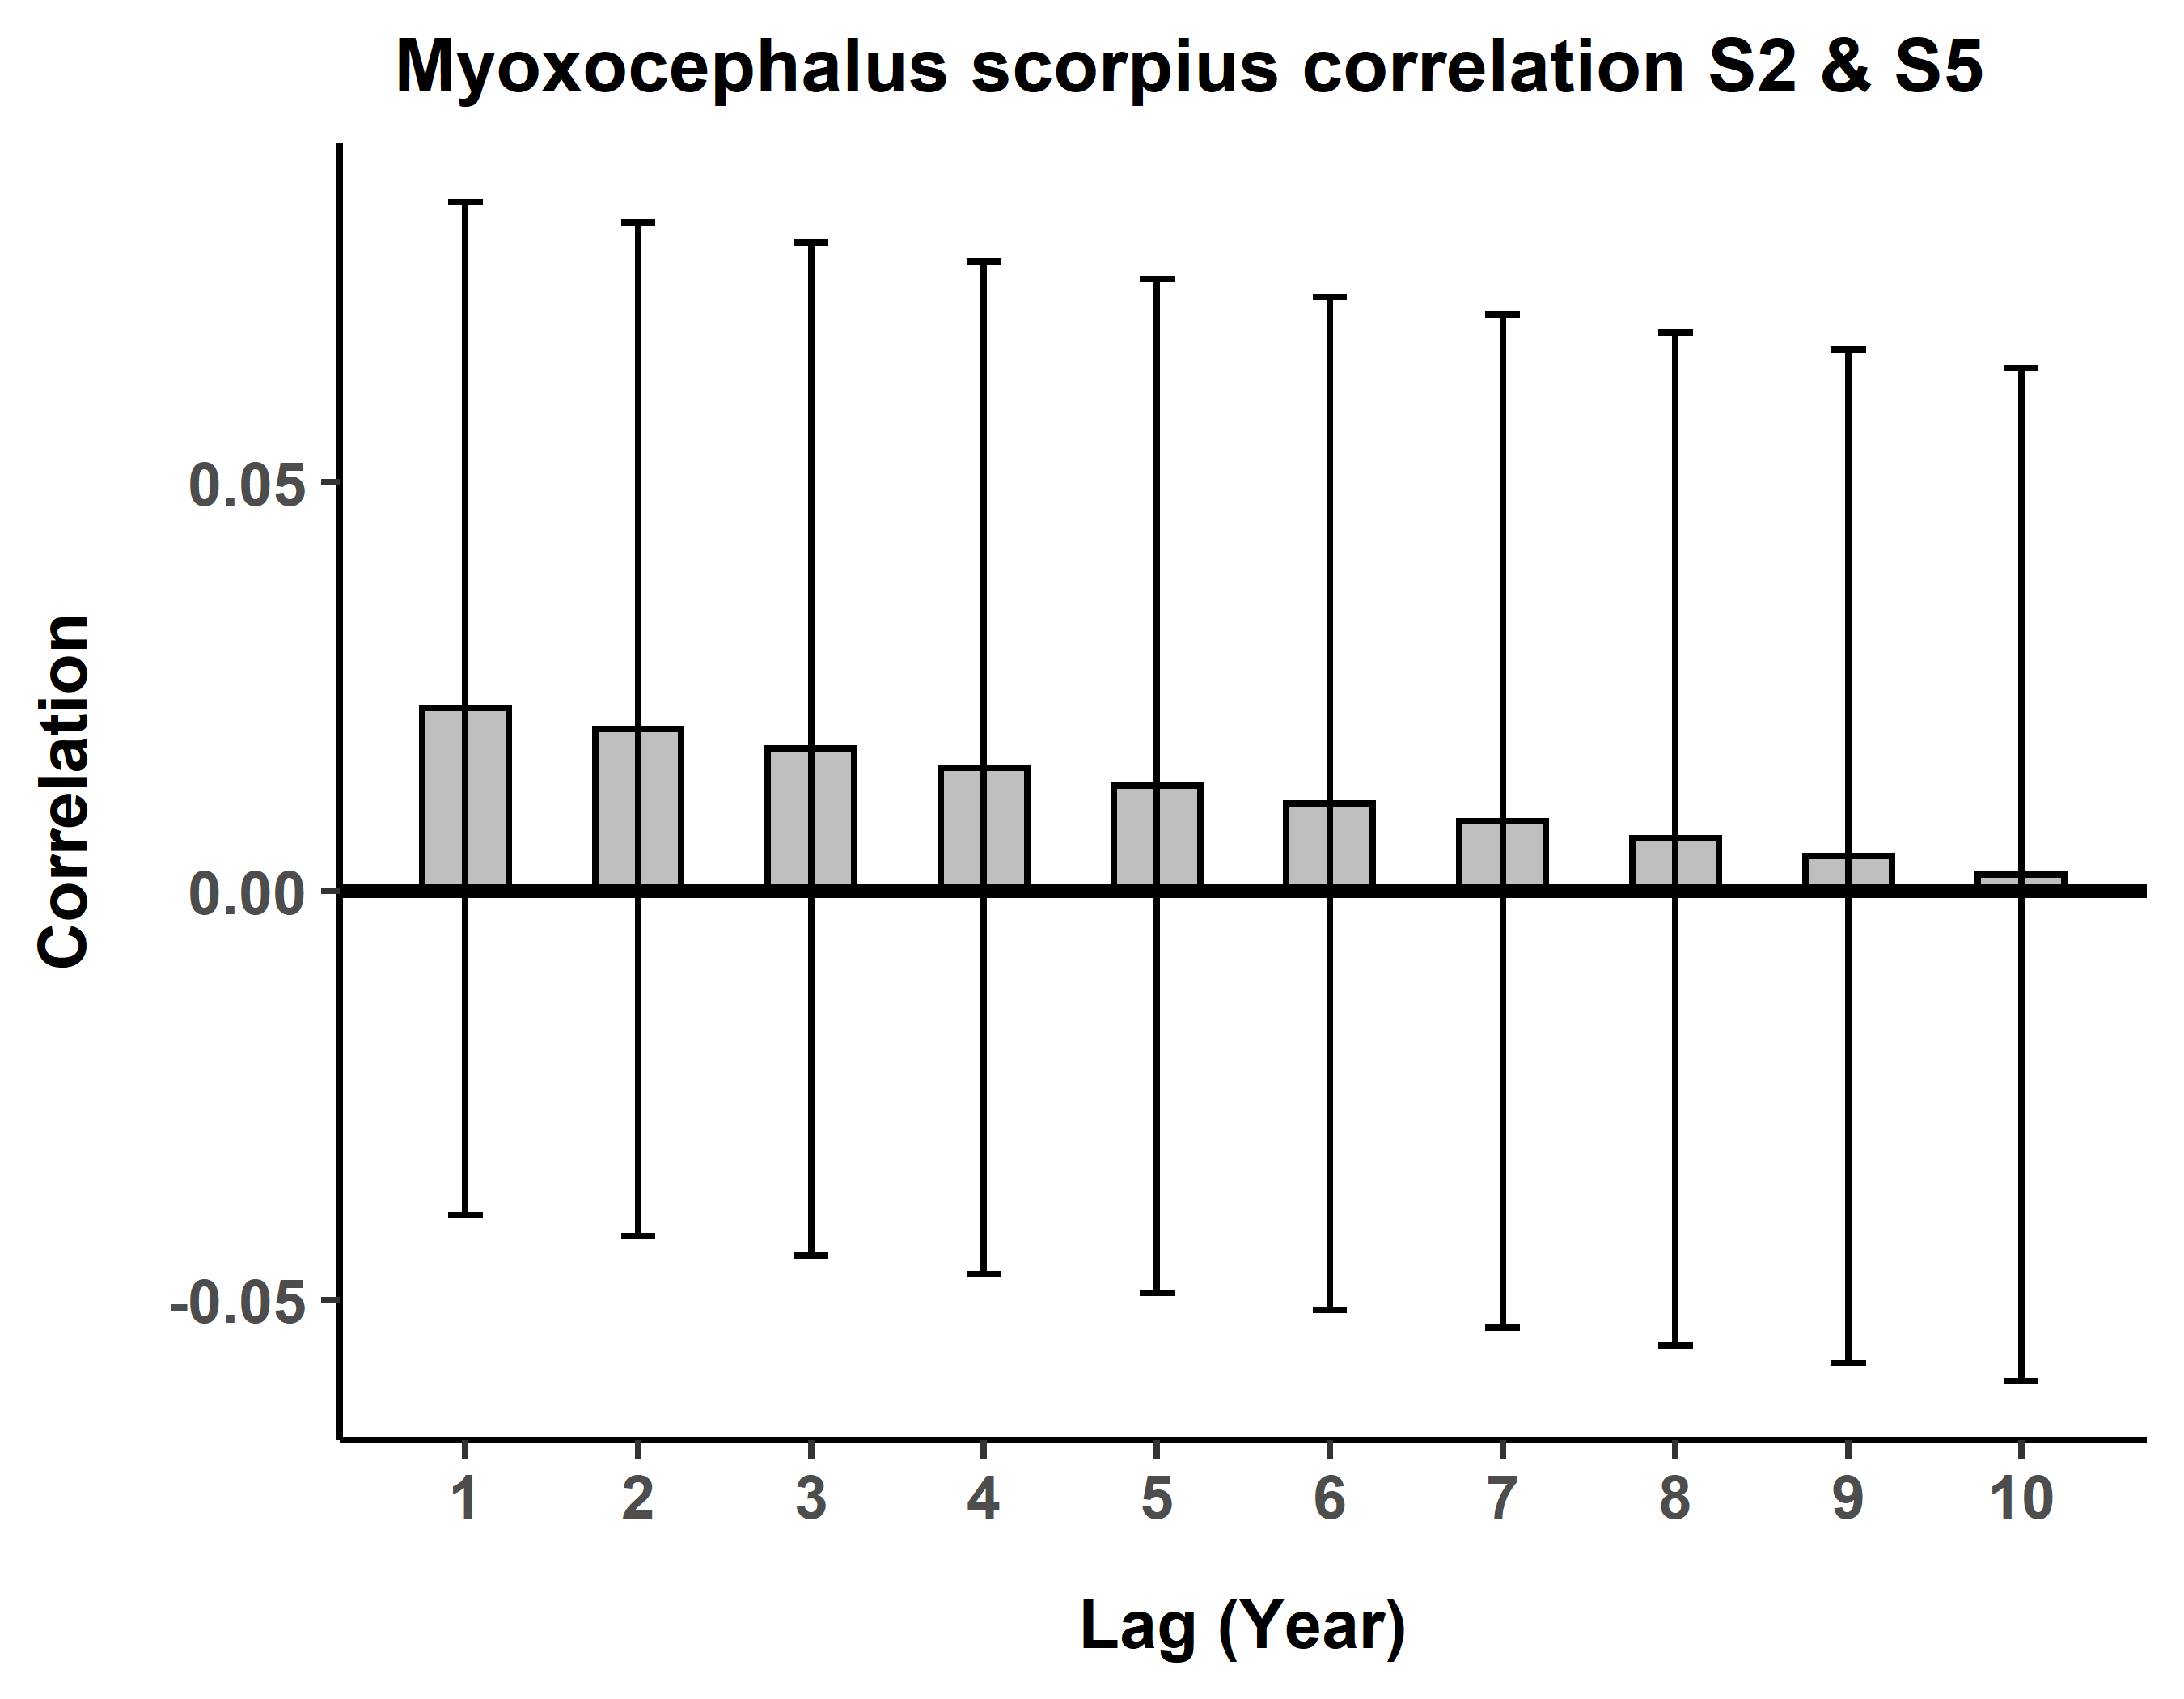 Myoxocephalus scorpius correlation S2 & S5
Correlation
0.05
0.00
-0.05
1 2 3 4 5 6 7 8 9 10
Lag (Year)